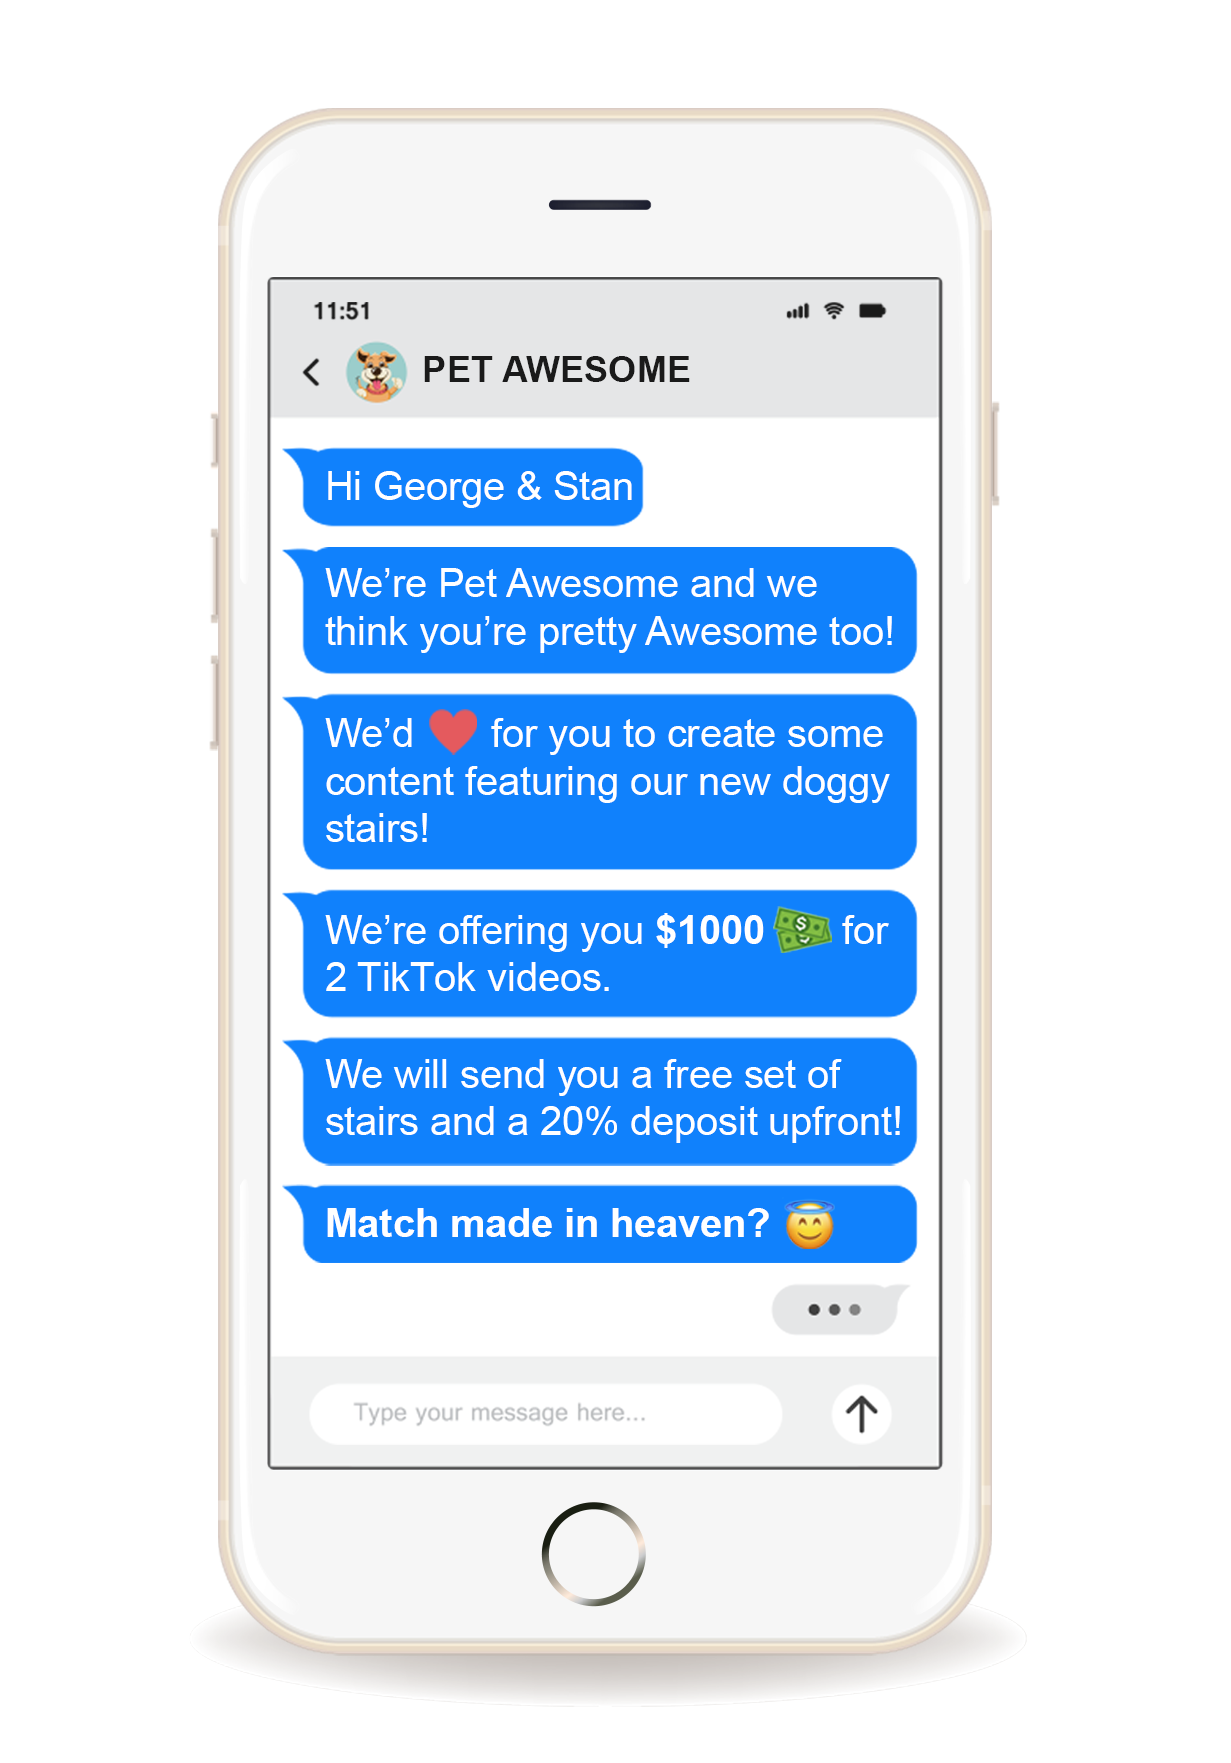 11:51
PET AWESOME
Hi George & Stan
We’re Pet Awesome and we
think you’re pretty Awesome too!
We’d ❤ for you to create some
content featuring our new doggy
stairs!
We’re offering you $1000 💵 for
2 TikTok videos.
We will send you a free set of
stairs and a 20% deposit upfront!
Match made in heaven? 😇
Type your message here...